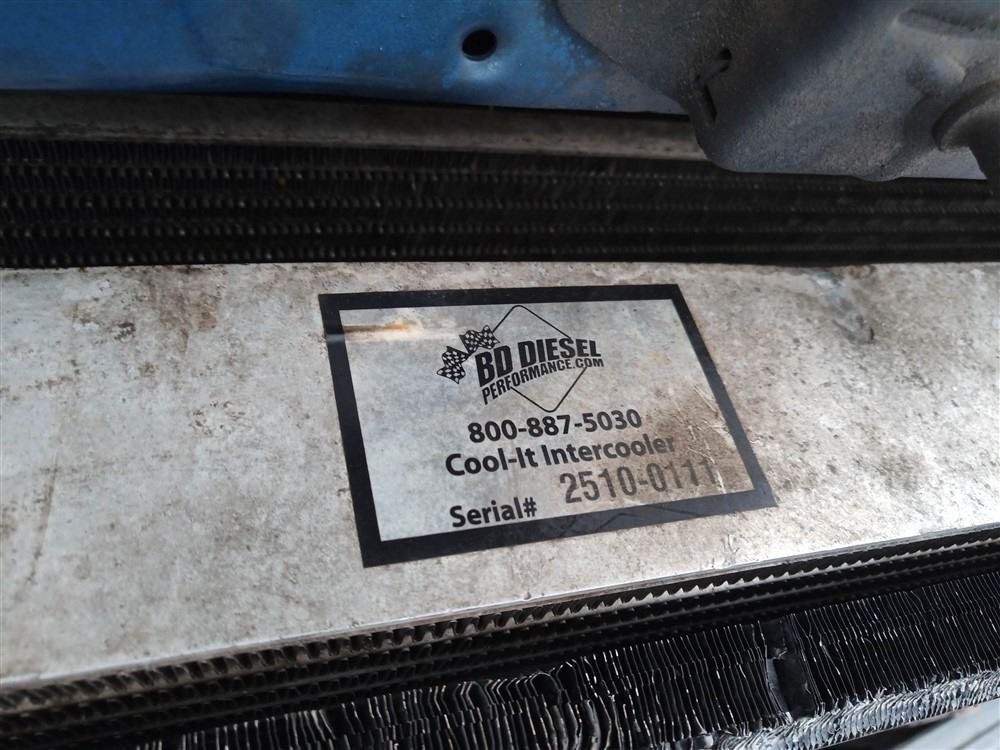 BD DIESEL
PERFORMANCE.COM
800-887-5030
Cool-It Intercooler
Serial# 2510-0111